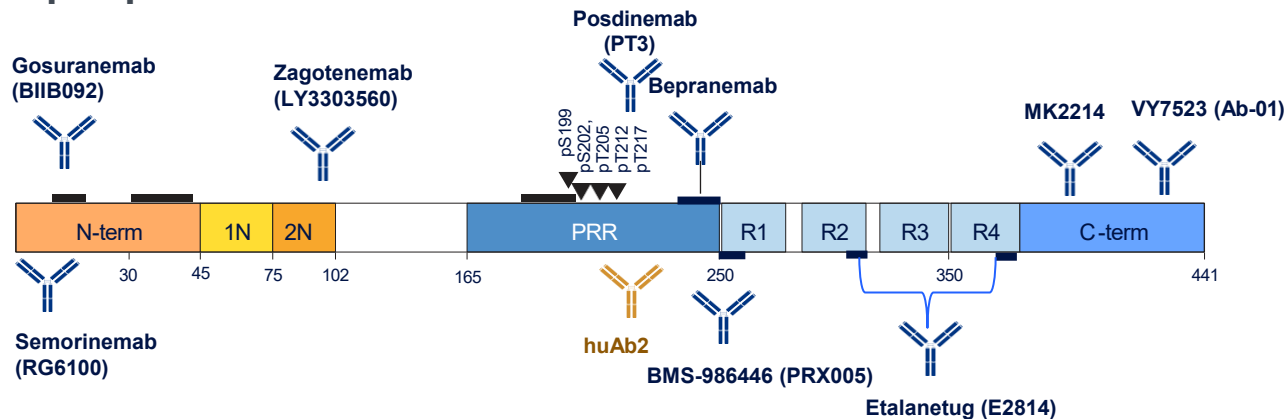 Posdinemab
(PT3)
Gosuranemab
(BIIB092)
Zagotenemab
(LY3303560)
Bepranemab
MK2214
VY7523 (Ab-01)
pS199
pS202,
pT205
pT212
pT217
N-term
1N
2N
PRR
R1
R2
R3
R4
C-term
30
45
75
102
165
250
350
441
Semorinemab
(RG6100)
huAb2
BMS-986446 (PRX005)
Etalanetug (E2814)